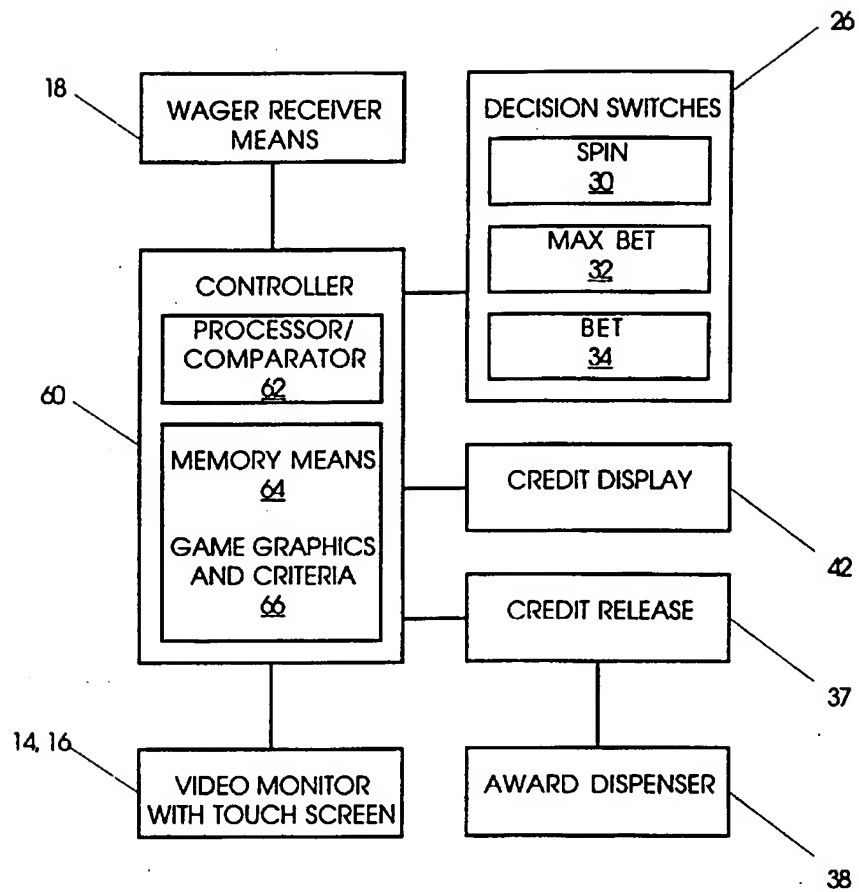 26
18
WAGER RECEIVER
MEANS
DECISION SWITCHES
SPIN
30
MAX BET
32
BET
34
CONTROLLER
PROCESSOR/
COMPARATOR
62
60
MEMORY MEANS
64
GAME GRAPHICS
AND CRITERIA
66
CREDIT DISPLAY
42
CREDIT RELEASE
37
14, 16
VIDEO MONITOR
WITH TOUCH SCREEN
AWARD DISPENSER
38